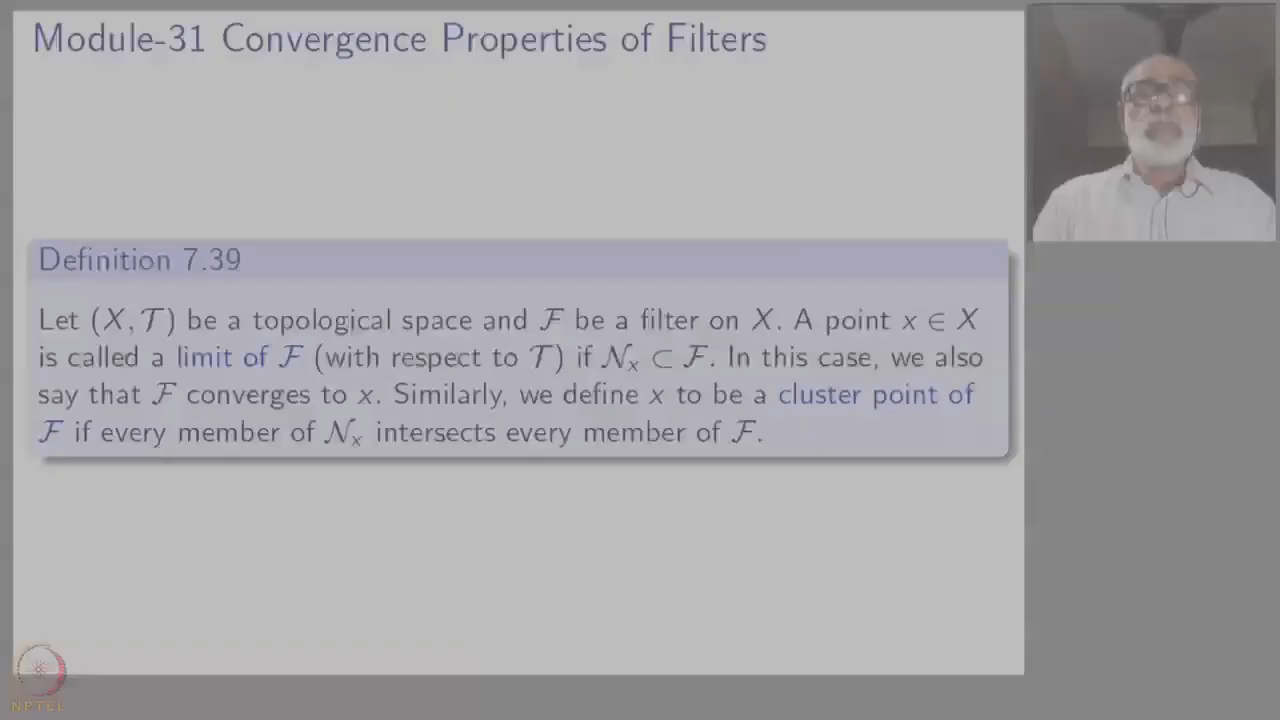 Module-31 Convergence Properties of Filters
Definition 7.39
Let (X, 𝒯) be a topological space and ℱ be a filter on X. A point x ∈ X
is called a limit of ℱ (with respect to 𝒯) if 𝒩ₓ ⊂ ℱ. In this case, we also
say that ℱ converges to x. Similarly, we define x to be a cluster point of
ℱ if every member of 𝒩ₓ intersects every member of ℱ.
NPTEL